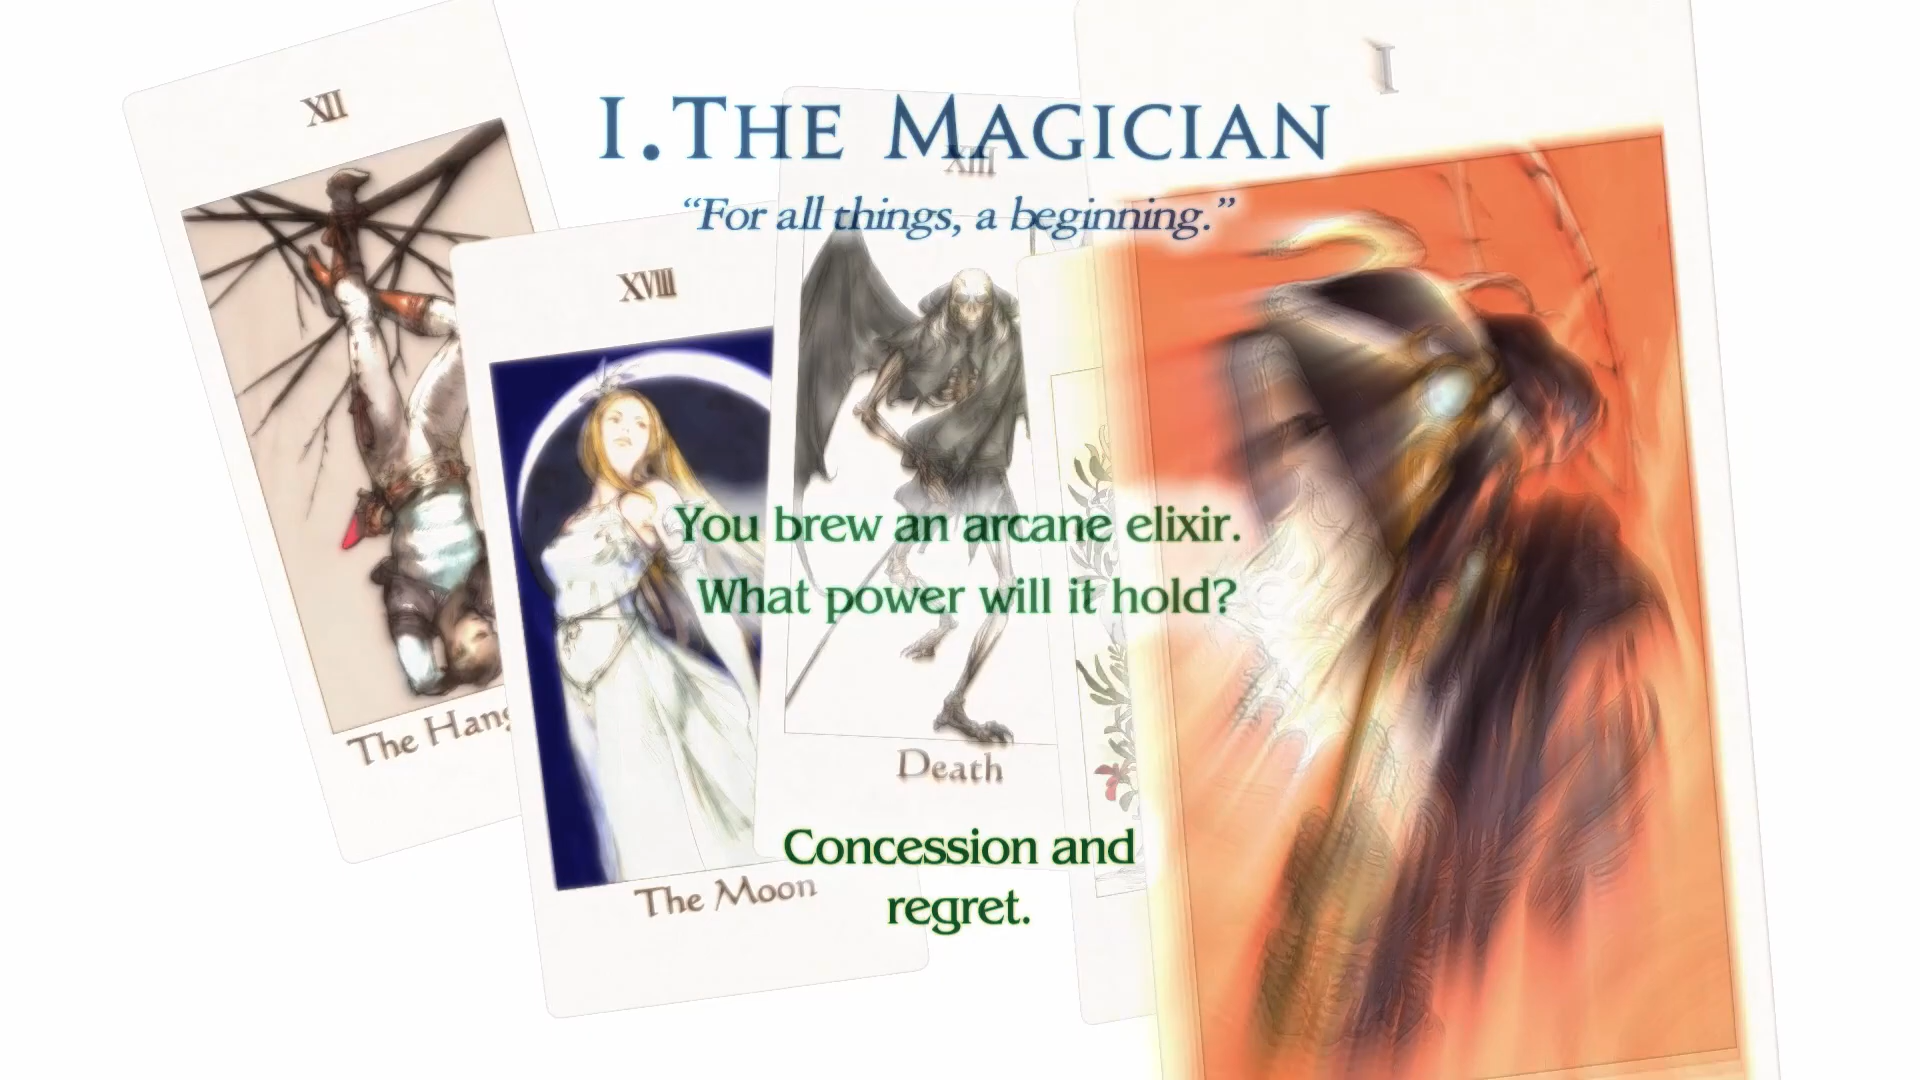 XII
I
I. THE MAGICIAN
XIII
“For all things, a beginning.”
XVIII
You brew an arcane elixir.
What power will it hold?
The Hang
Death
Concession and
regret.
The Moon